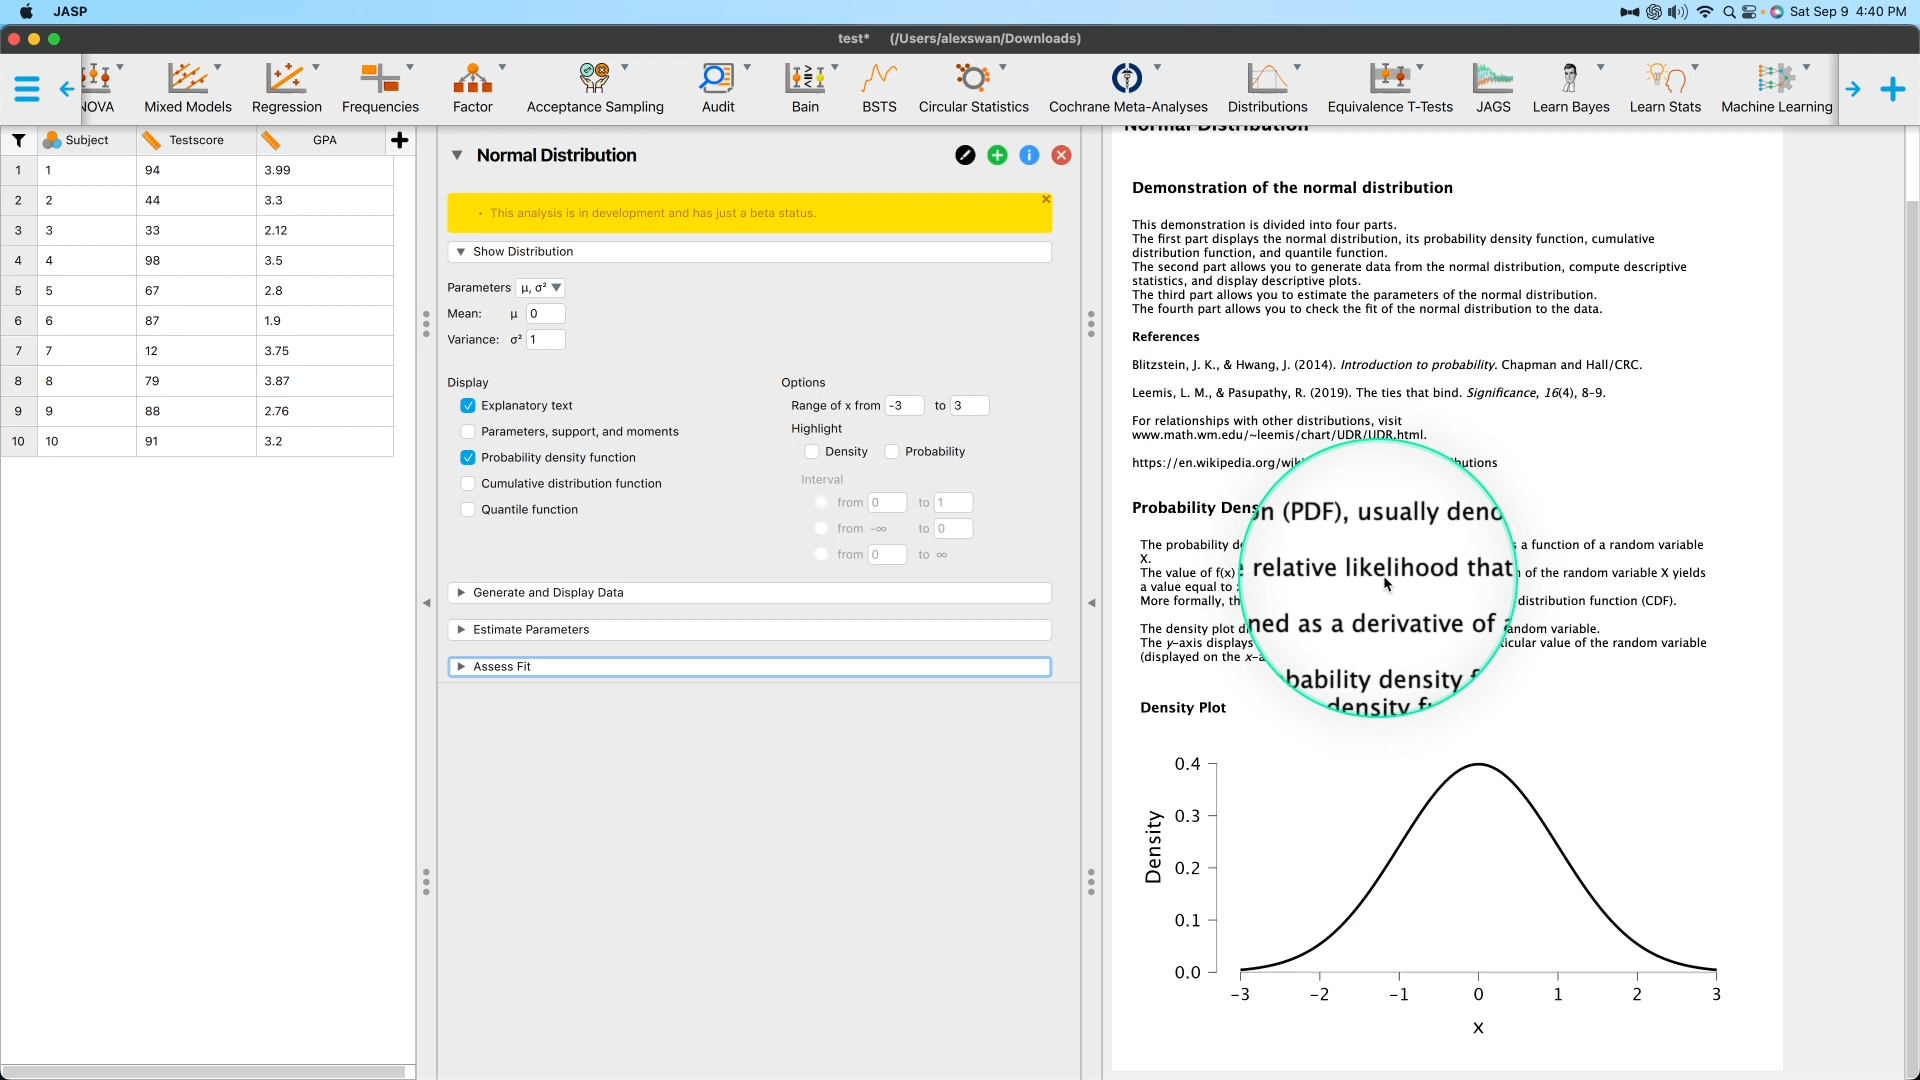 JASP
Sat Sep 9 4:40 PM
test* (/Users/alexswan/Downloads)
NOVA
Mixed Models
Regression
Frequencies
Factor
Acceptance Sampling
Audit
Bain
BSTS
Circular Statistics
Cochrane Meta-Analyses
Distributions
Equivalence T-Tests
JAGS
Learn Bayes
Learn Stats
Machine Learning
Subject Testscore GPA
1 1 94 3.99
2 2 44 3.3
3 3 33 2.12
4 4 98 3.5
5 5 67 2.8
6 6 87 1.9
7 7 12 3.75
8 8 79 3.87
9 9 88 2.76
10 10 91 3.2
Normal Distribution
· This analysis is in development and has just a beta status.
Show Distribution
Parameters μ, σ²
Mean: μ 0
Variance: σ² 1
Display
Explanatory text
Parameters, support, and moments
Probability density function
Cumulative distribution function
Quantile function
Options
Range of x from -3 to 3
Highlight
Density Probability
Interval
from 0 to 1
from -∞ to 0
from 0 to ∞
Generate and Display Data
Estimate Parameters
Assess Fit
Normal Distribution
Demonstration of the normal distribution
This demonstration is divided into four parts.
The first part displays the normal distribution, its probability density function, cumulative
distribution function, and quantile function.
The second part allows you to generate data from the normal distribution, compute descriptive
statistics, and display descriptive plots.
The third part allows you to estimate the parameters of the normal distribution.
The fourth part allows you to check the fit of the normal distribution to the data.
References
Blitzstein, J. K., & Hwang, J. (2014). Introduction to probability. Chapman and Hall/CRC.
Leemis, L. M., & Pasupathy, R. (2019). The ties that bind. Significance, 16(4), 8–9.
For relationships with other distributions, visit
www.math.wm.edu/~leemis/chart/UDR/UDR.html.
https://en.wikipedia.org/wik butions
Probability Dens
n (PDF), usually deno
The probability d s a function of a random variable
X.
The value of f(x) relative likelihood that of the random variable X yields
a value equal to
More formally, th distribution function (CDF).
ned as a derivative of
The density plot d andom variable.
The y-axis displays ticular value of the random variable
(displayed on the x-a
bability density f
density fu
Density Plot
0.4
0.3
0.2
0.1
0.0
Density
-3 -2 -1 0 1 2 3
x